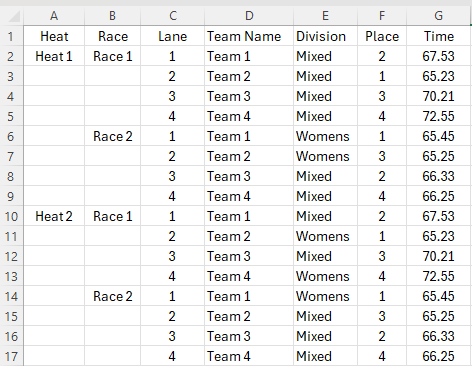 A B C D E F G
1 Heat Race Lane Team Name Division Place Time
2 Heat 1 Race 1 1 Team 1 Mixed 2 67.53
3 2 Team 2 Mixed 1 65.23
4 3 Team 3 Mixed 3 70.21
5 4 Team 4 Mixed 4 72.55
6 Race 2 1 Team 1 Womens 1 65.45
7 2 Team 2 Womens 3 65.25
8 3 Team 3 Mixed 2 66.33
9 4 Team 4 Mixed 4 66.25
10 Heat 2 Race 1 1 Team 1 Mixed 2 67.53
11 2 Team 2 Womens 1 65.23
12 3 Team 3 Mixed 3 70.21
13 4 Team 4 Womens 4 72.55
14 Race 2 1 Team 1 Womens 1 65.45
15 2 Team 2 Mixed 3 65.25
16 3 Team 3 Mixed 2 66.33
17 4 Team 4 Mixed 4 66.25